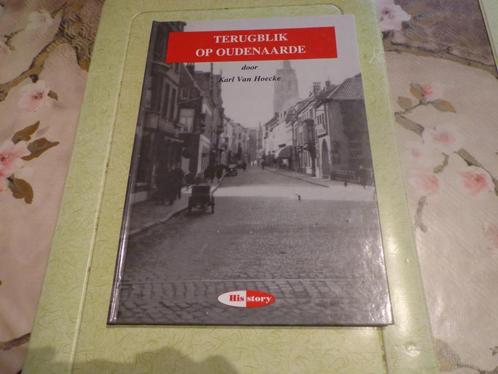 TERUGBLIK
OP OUDENAARDE
door
Karl Van Hoecke
His story